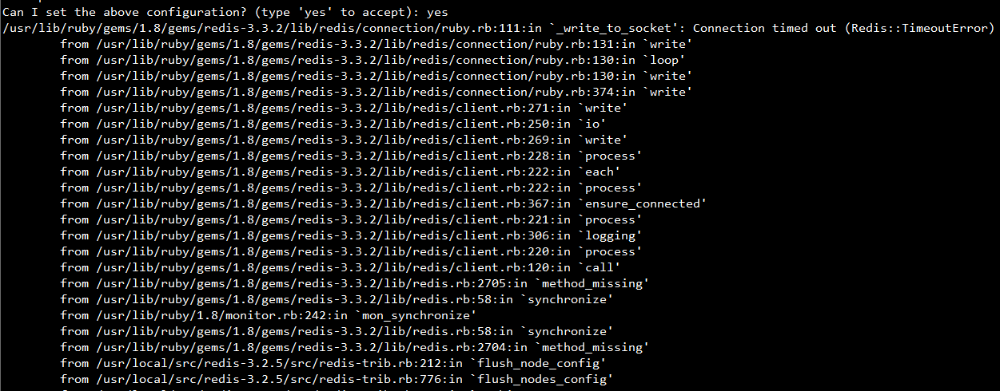 Can I set the above configuration? (type 'yes' to accept): yes
/usr/lib/ruby/gems/1.8/gems/redis-3.3.2/lib/redis/connection/ruby.rb:111:in `_write_to_socket': Connection timed out (Redis::TimeoutError)
from /usr/lib/ruby/gems/1.8/gems/redis-3.3.2/lib/redis/connection/ruby.rb:131:in `write'
from /usr/lib/ruby/gems/1.8/gems/redis-3.3.2/lib/redis/connection/ruby.rb:130:in `loop'
from /usr/lib/ruby/gems/1.8/gems/redis-3.3.2/lib/redis/connection/ruby.rb:130:in `write'
from /usr/lib/ruby/gems/1.8/gems/redis-3.3.2/lib/redis/connection/ruby.rb:374:in `write'
from /usr/lib/ruby/gems/1.8/gems/redis-3.3.2/lib/redis/client.rb:271:in `write'
from /usr/lib/ruby/gems/1.8/gems/redis-3.3.2/lib/redis/client.rb:250:in `io'
from /usr/lib/ruby/gems/1.8/gems/redis-3.3.2/lib/redis/client.rb:269:in `write'
from /usr/lib/ruby/gems/1.8/gems/redis-3.3.2/lib/redis/client.rb:228:in `process'
from /usr/lib/ruby/gems/1.8/gems/redis-3.3.2/lib/redis/client.rb:222:in `each'
from /usr/lib/ruby/gems/1.8/gems/redis-3.3.2/lib/redis/client.rb:222:in `process'
from /usr/lib/ruby/gems/1.8/gems/redis-3.3.2/lib/redis/client.rb:367:in `ensure_connected'
from /usr/lib/ruby/gems/1.8/gems/redis-3.3.2/lib/redis/client.rb:221:in `process'
from /usr/lib/ruby/gems/1.8/gems/redis-3.3.2/lib/redis/client.rb:306:in `logging'
from /usr/lib/ruby/gems/1.8/gems/redis-3.3.2/lib/redis/client.rb:220:in `process'
from /usr/lib/ruby/gems/1.8/gems/redis-3.3.2/lib/redis/client.rb:120:in `call'
from /usr/lib/ruby/gems/1.8/gems/redis-3.3.2/lib/redis.rb:2705:in `method_missing'
from /usr/lib/ruby/gems/1.8/gems/redis-3.3.2/lib/redis.rb:58:in `synchronize'
from /usr/lib/ruby/1.8/monitor.rb:242:in `mon_synchronize'
from /usr/lib/ruby/gems/1.8/gems/redis-3.3.2/lib/redis.rb:58:in `synchronize'
from /usr/lib/ruby/gems/1.8/gems/redis-3.3.2/lib/redis.rb:2704:in `method_missing'
from /usr/local/src/redis-3.2.5/src/redis-trib.rb:212:in `flush_node_config'
from /usr/local/src/redis-3.2.5/src/redis-trib.rb:776:in `flush_nodes_config'